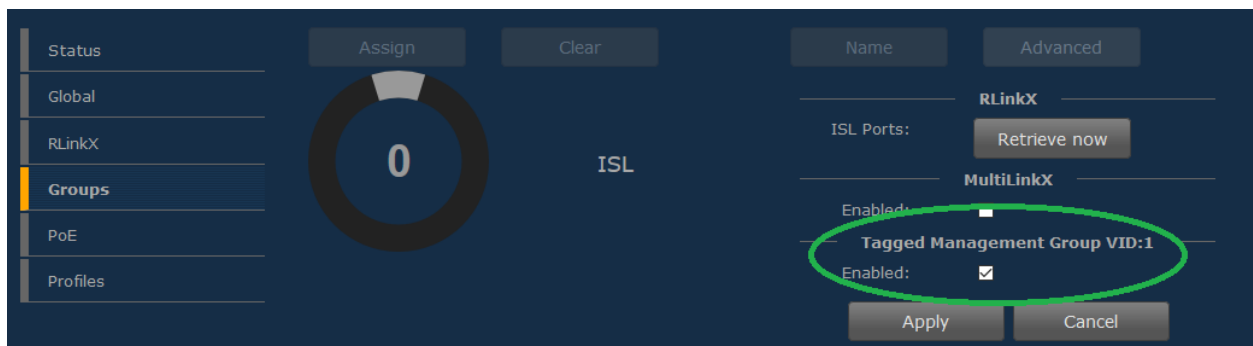 Status
Global
RLinkX
Groups
PoE
Profiles
Assign
Clear
0
ISL
Name
Advanced
RLinkX
ISL Ports:
Retrieve now
MultiLinkX
Enabled:
Tagged Management Group VID:1
Enabled:
Apply
Cancel